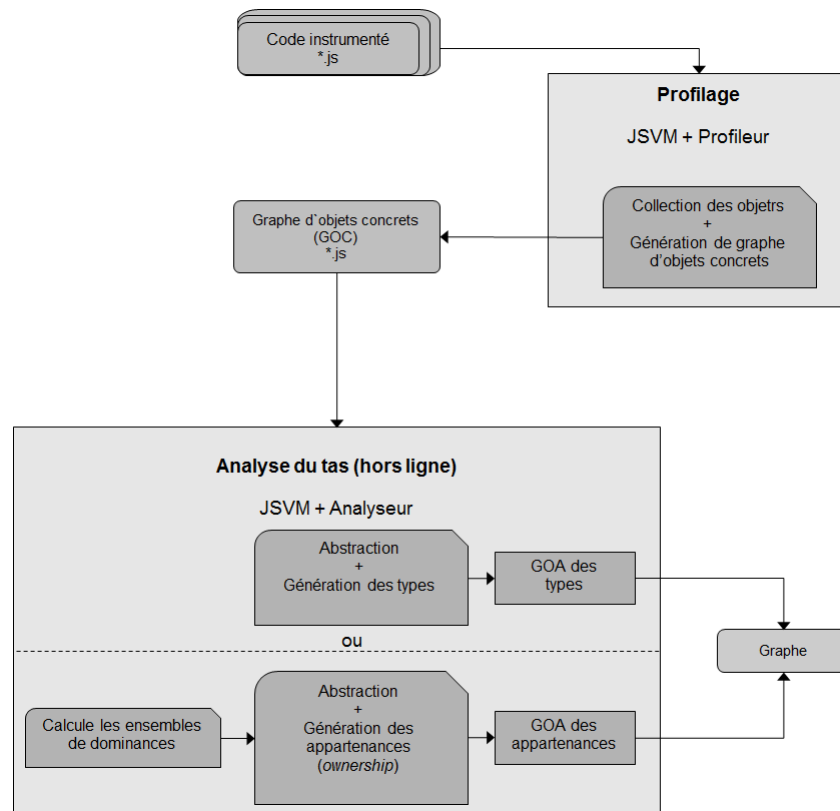 Code instrumenté
*.js
Profilage
JSVM + Profileur
Collection des objetrs
+
Génération de graphe
d'objets concrets
Graphe d`objets concrets
(GOC)
*.js
Analyse du tas (hors ligne)
JSVM + Analyseur
Abstraction
+
Génération des types
GOA des
types
ou
Graphe
Calcule les ensembles
de dominances
Abstraction
+
Génération des
appartenances
(ownership)
GOA des
appartenances